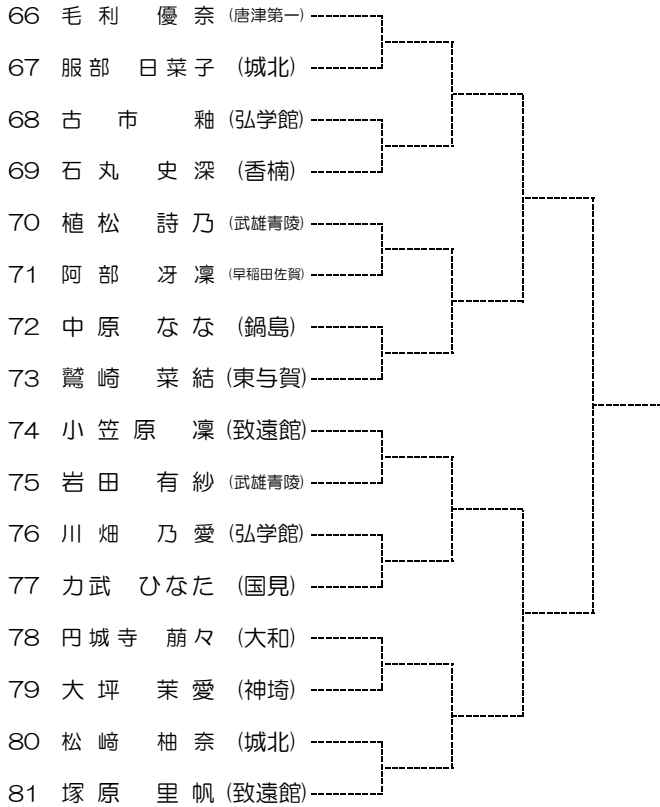 66 毛利 優奈 (唐津第一)
67 服部 日菜子 (城北)
68 古市 釉 (弘学館)
69 石丸 史深 (香楠)
70 植松 詩乃 (武雄青陵)
71 阿部 冴凜 (早稲田佐賀)
72 中原 なな (鍋島)
73 鷲崎 菜結 (東与賀)
74 小笠原 凜 (致遠館)
75 岩田 有紗 (武雄青陵)
76 川畑 乃愛 (弘学館)
77 力武 ひなた (国見)
78 円城寺 萠々 (大和)
79 大坪 茉愛 (神埼)
80 松﨑 柚奈 (城北)
81 塚原 里帆 (致遠館)